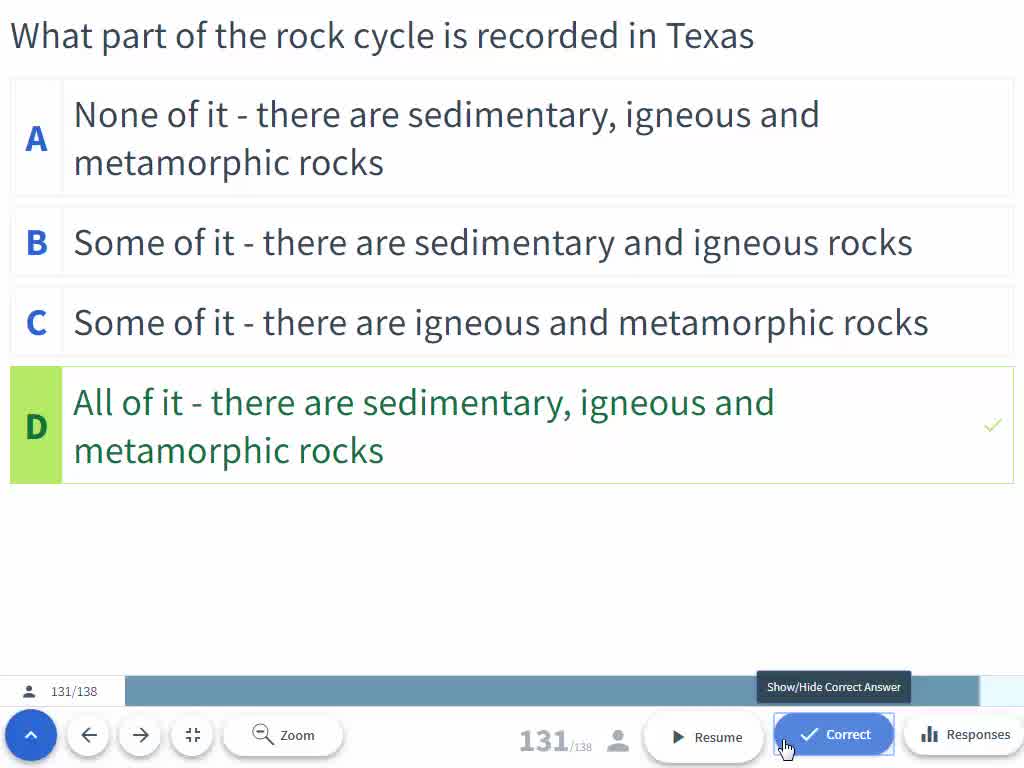 What part of the rock cycle is recorded in Texas
A
None of it - there are sedimentary, igneous and
metamorphic rocks
B
Some of it - there are sedimentary and igneous rocks
C
Some of it - there are igneous and metamorphic rocks
D
All of it - there are sedimentary, igneous and
metamorphic rocks
131/138
Show/Hide Correct Answer
Zoom
131/138
Resume
Correct
Responses